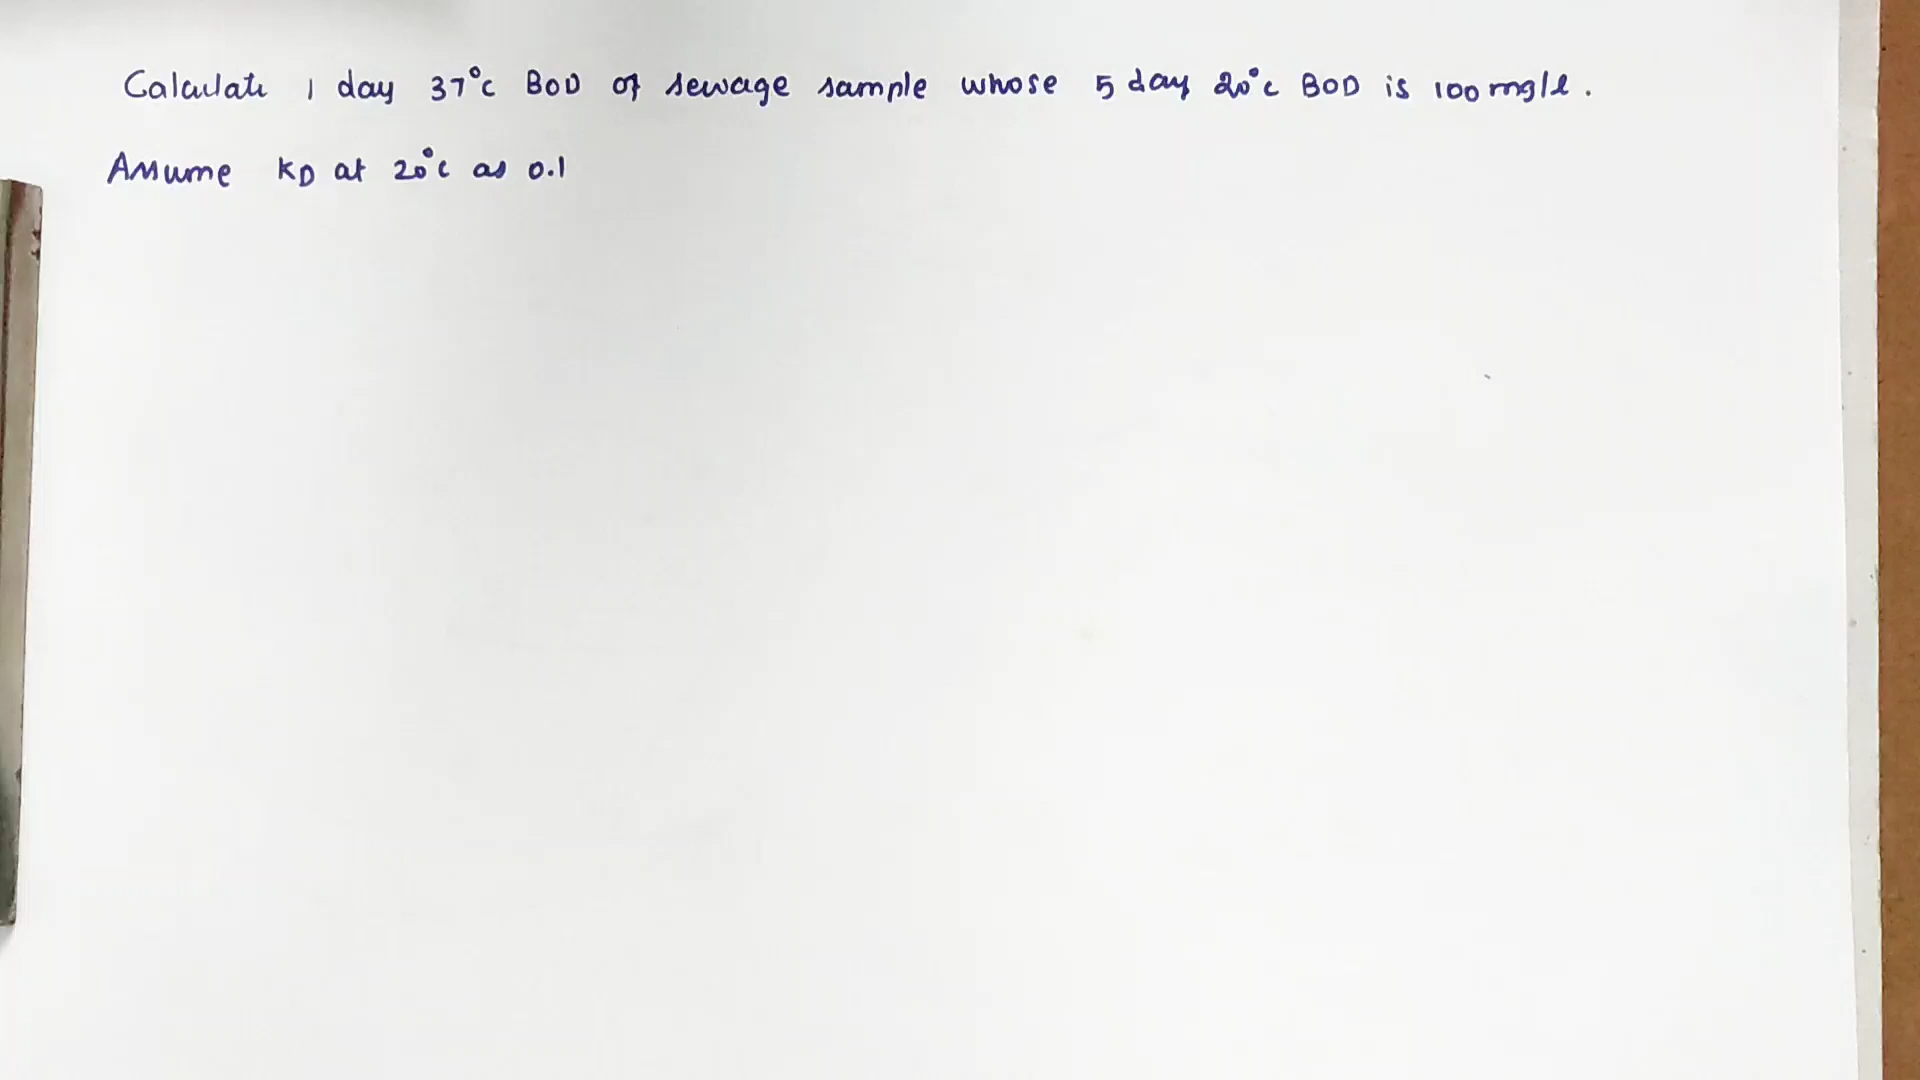 Calculate 1 day 37°c BOD of sewage sample whose 5 day 20°c BOD is 100 mg/l.
Assume KD at 20°c as 0.1